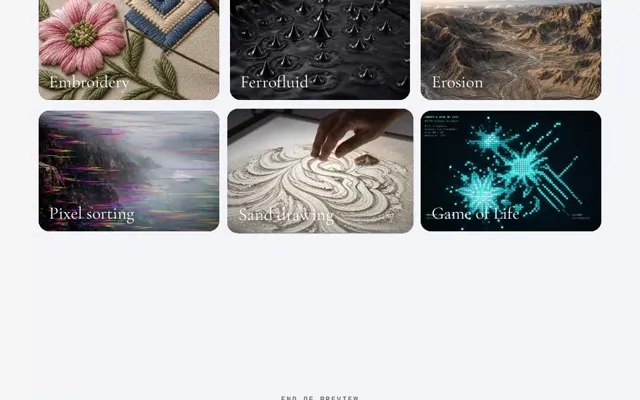 Embroidery
Ferrofluid
Erosion
Pixel sorting
Sand drawing
Game of Life
END OF PREVIEW